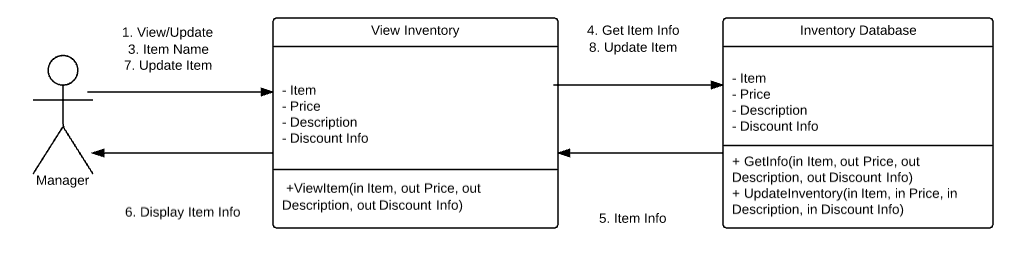 1. View/Update
3. Item Name
7. Update Item
Manager
6. Display Item Info
View Inventory
- Item
- Price
- Description
- Discount Info
+ViewItem(in Item, out Price, out
Description, out Discount Info)
4. Get Item Info
8. Update Item
5. Item Info
Inventory Database
- Item
- Price
- Description
- Discount Info
+ GetInfo(in Item, out Price, out
Description, out Discount Info)
+ UpdateInventory(in Item, in Price, in
Description, in Discount Info)